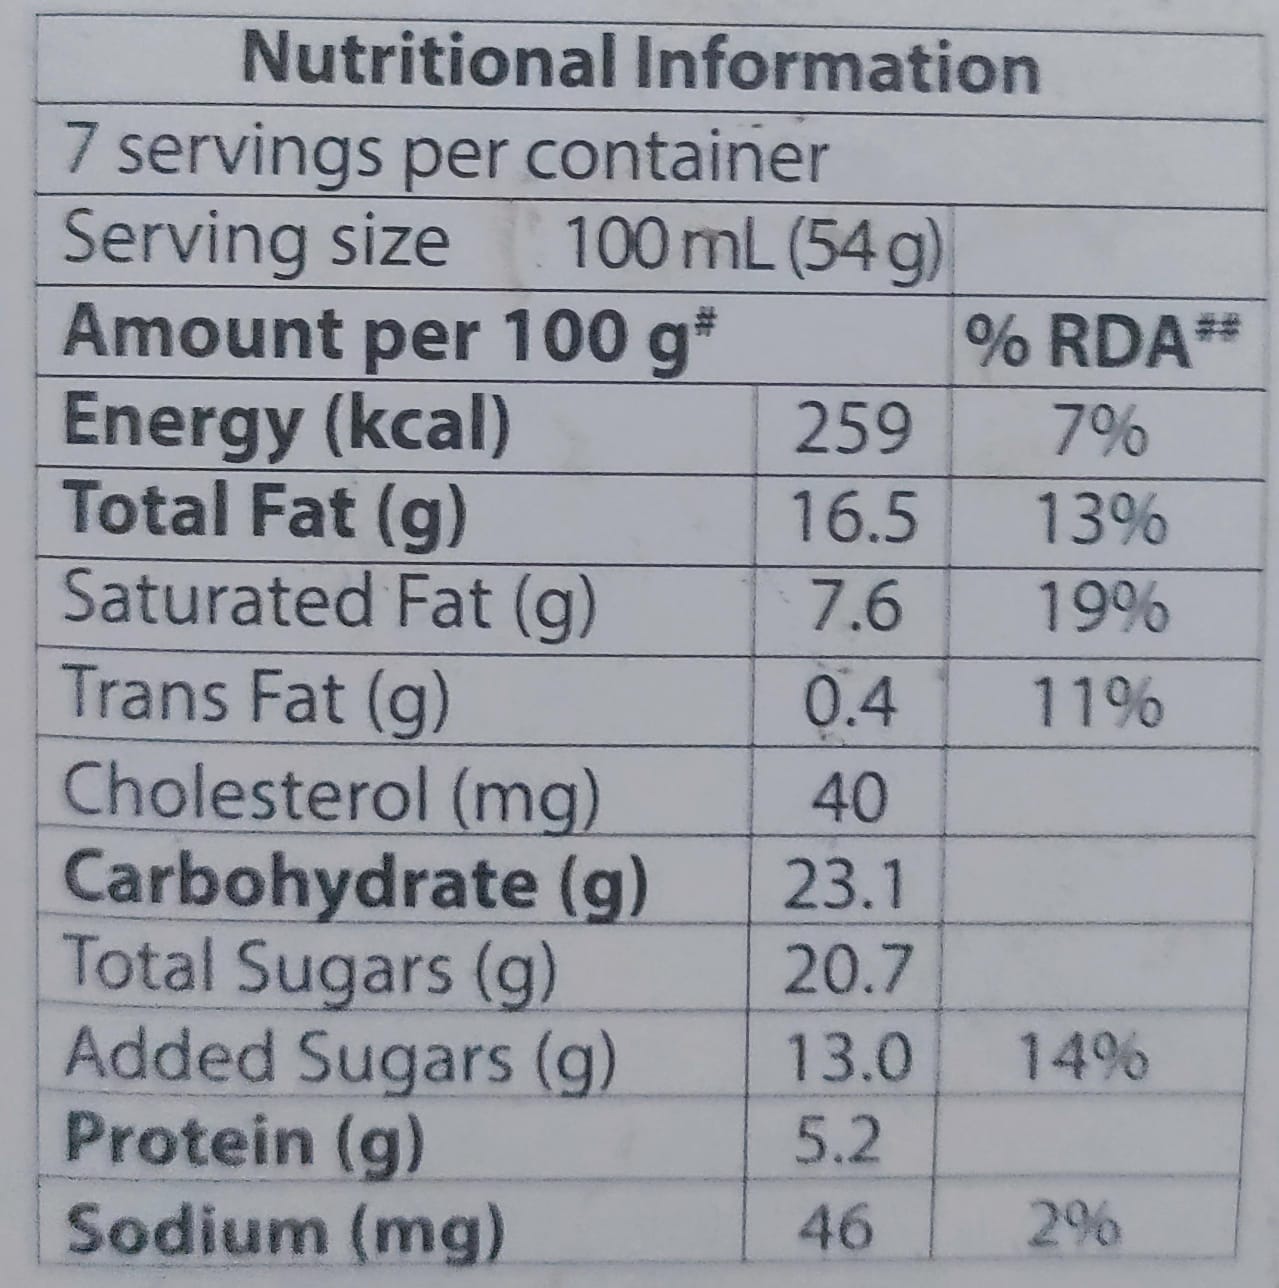 Nutritional Information
7 servings per container
Serving size 100 mL (54 g)
Amount per 100 g# % RDA##
Energy (kcal) 259 7%
Total Fat (g) 16.5 13%
Saturated Fat (g) 7.6 19%
Trans Fat (g) 0.4 11%
Cholesterol (mg) 40
Carbohydrate (g) 23.1
Total Sugars (g) 20.7
Added Sugars (g) 13.0 14%
Protein (g) 5.2
Sodium (mg) 46 2%